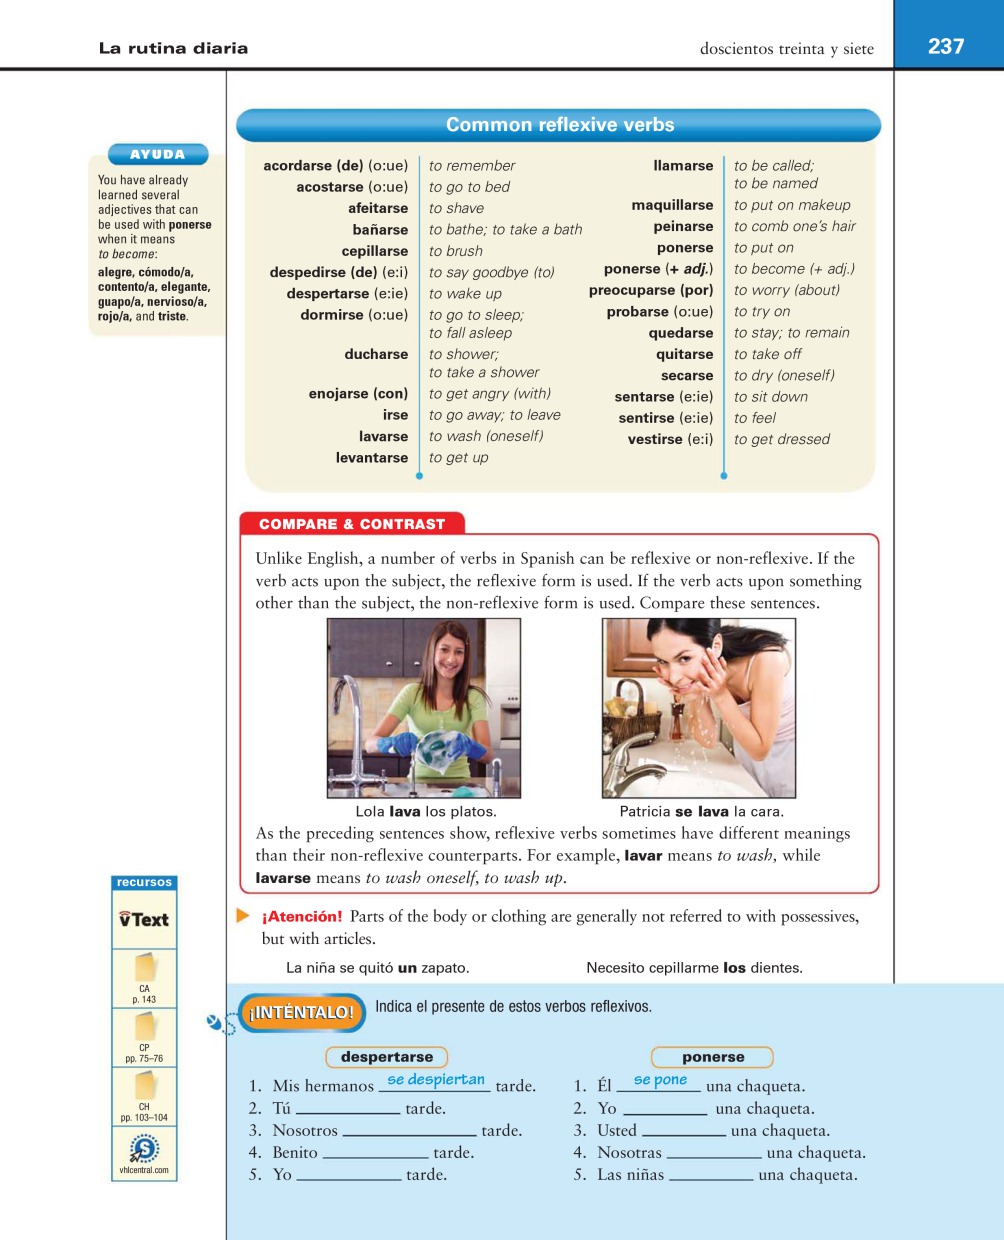 La rutina diaria
doscientos treinta y siete
237
AYUDA
You have already
learned several
adjectives that can
be used with ponerse
when it means
to become:
alegre, cómodo/a,
contento/a, elegante,
guapo/a, nervioso/a,
rojo/a, and triste.
Common reflexive verbs
acordarse (de) (o:ue) to remember
acostarse (o:ue) to go to bed
afeitarse to shave
bañarse to bathe; to take a bath
cepillarse to brush
despedirse (de) (e:i) to say goodbye (to)
despertarse (e:ie) to wake up
dormirse (o:ue) to go to sleep;
to fall asleep
ducharse to shower;
to take a shower
enojarse (con) to get angry (with)
irse to go away; to leave
lavarse to wash (oneself)
levantarse to get up
llamarse to be called;
to be named
maquillarse to put on makeup
peinarse to comb one's hair
ponerse to put on
ponerse (+ adj.) to become (+ adj.)
preocuparse (por) to worry (about)
probarse (o:ue) to try on
quedarse to stay; to remain
quitarse to take off
secarse to dry (oneself)
sentarse (e:ie) to sit down
sentirse (e:ie) to feel
vestirse (e:i) to get dressed
COMPARE & CONTRAST
Unlike English, a number of verbs in Spanish can be reflexive or non-reflexive. If the
verb acts upon the subject, the reflexive form is used. If the verb acts upon something
other than the subject, the non-reflexive form is used. Compare these sentences.
Lola lava los platos.
Patricia se lava la cara.
As the preceding sentences show, reflexive verbs sometimes have different meanings
than their non-reflexive counterparts. For example, lavar means to wash, while
lavarse means to wash oneself, to wash up.
¡Atención! Parts of the body or clothing are generally not referred to with possessives,
but with articles.
La niña se quitó un zapato.
Necesito cepillarme los dientes.
recursos
vText
CA
p. 143
CP
pp. 75–76
CH
pp. 103–104
S
vhlcentral.com
¡INTÉNTALO!
Indica el presente de estos verbos reflexivos.
despertarse
1. Mis hermanos se despiertan tarde.
2. Tú ____________ tarde.
3. Nosotros ____________ tarde.
4. Benito ____________ tarde.
5. Yo ____________ tarde.
ponerse
1. Él se pone una chaqueta.
2. Yo ____________ una chaqueta.
3. Usted ____________ una chaqueta.
4. Nosotras ____________ una chaqueta.
5. Las niñas ____________ una chaqueta.